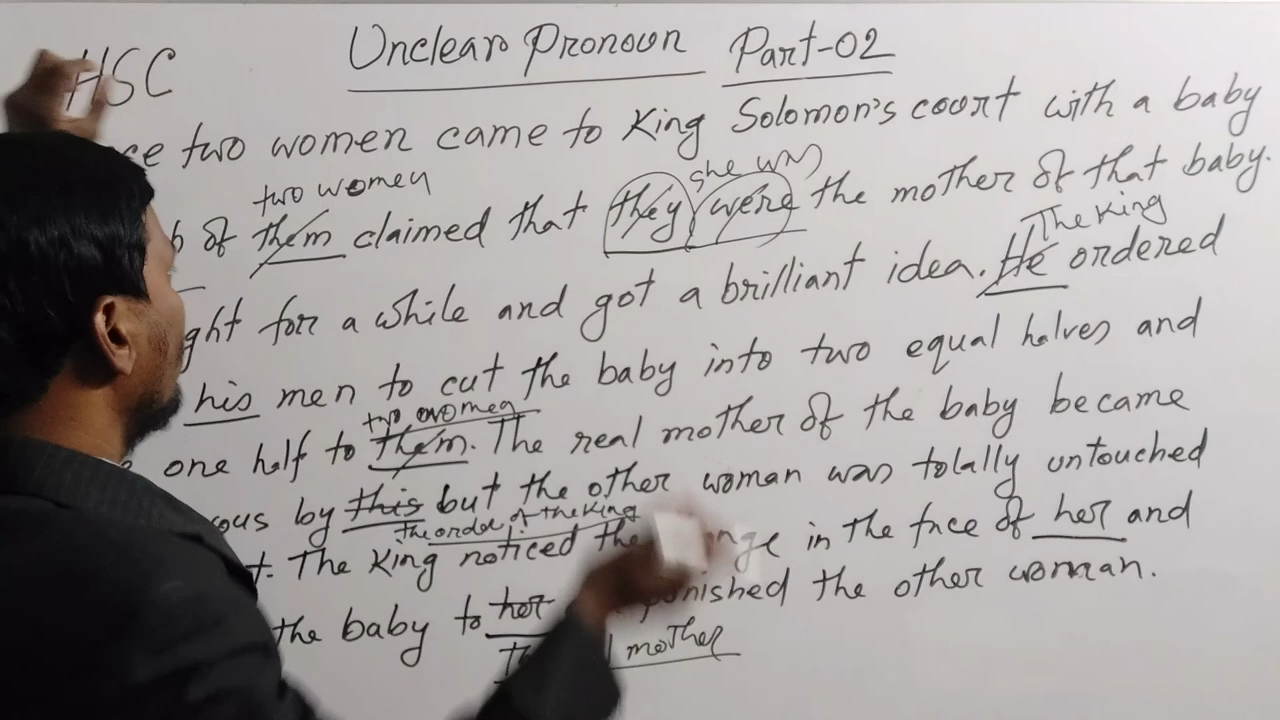 HSC Unclear Pronoun Part-02
two women came to King Solomon's court with a baby
two women she was
of them claimed that they were the mother of that baby.
The King
for a while and got a brilliant idea. He ordered
his men to cut the baby into two equal halves and
two women
one half to them. The real mother of the baby became
by this but the other woman was totally untouched
the order of the King
The King noticed the in the face of her and
the baby to her punished the other woman.
mother